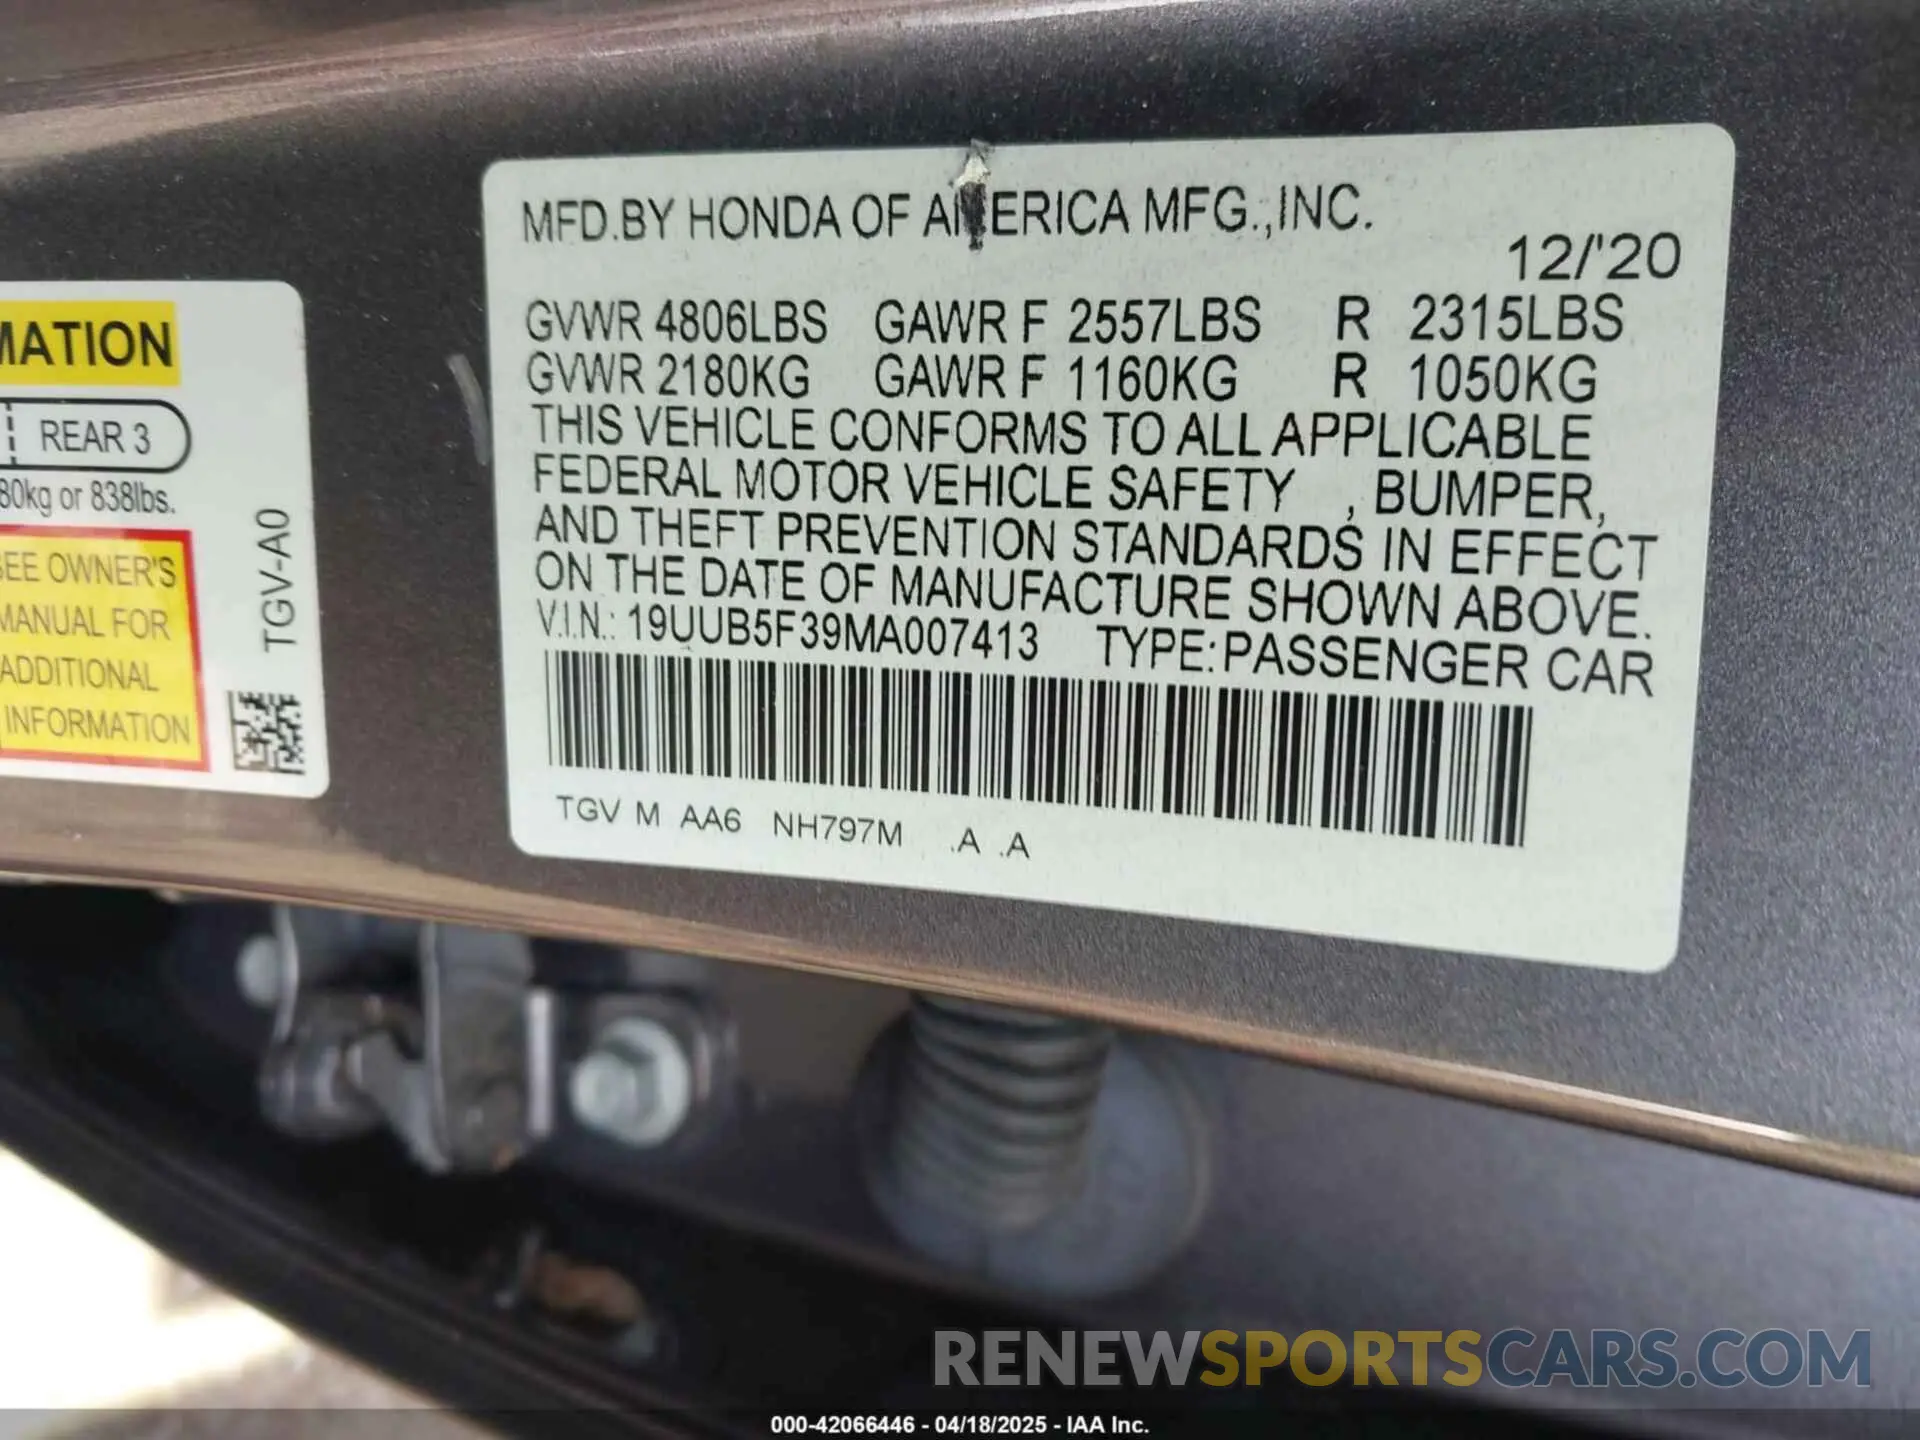 MFD.BY HONDA OF AMERICA MFG.,INC.
12/'20
GVWR 4806LBS GAWR F 2557LBS R 2315LBS
GVWR 2180KG GAWR F 1160KG R 1050KG
THIS VEHICLE CONFORMS TO ALL APPLICABLE
FEDERAL MOTOR VEHICLE SAFETY , BUMPER,
AND THEFT PREVENTION STANDARDS IN EFFECT
ON THE DATE OF MANUFACTURE SHOWN ABOVE.
V.I.N.: 19UUB5F39MA007413 TYPE:PASSENGER CAR
TGV M AA6 NH797M .A .A
MATION
REAR 3
80kg or 838lbs.
SEE OWNER'S
MANUAL FOR
ADDITIONAL
INFORMATION
TGV-A0
RENEWSPORTSCARS.COM
000-42066446 - 04/18/2025 - IAA Inc.